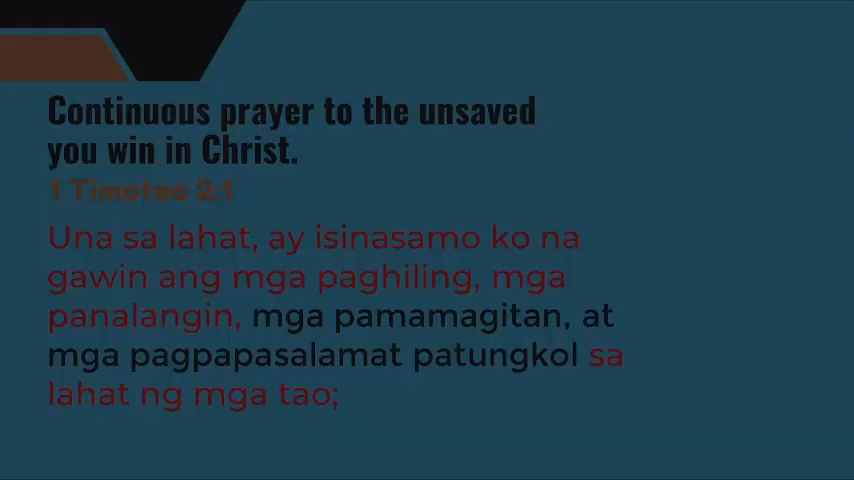 Continuous prayer to the unsaved
you win in Christ.
1 Timoteo 2:1
Una sa lahat, ay isinasamo ko na
gawin ang mga paghiling, mga
panalangin, mga pamamagitan, at
mga pagpapasalamat patungkol sa
lahat ng mga tao;